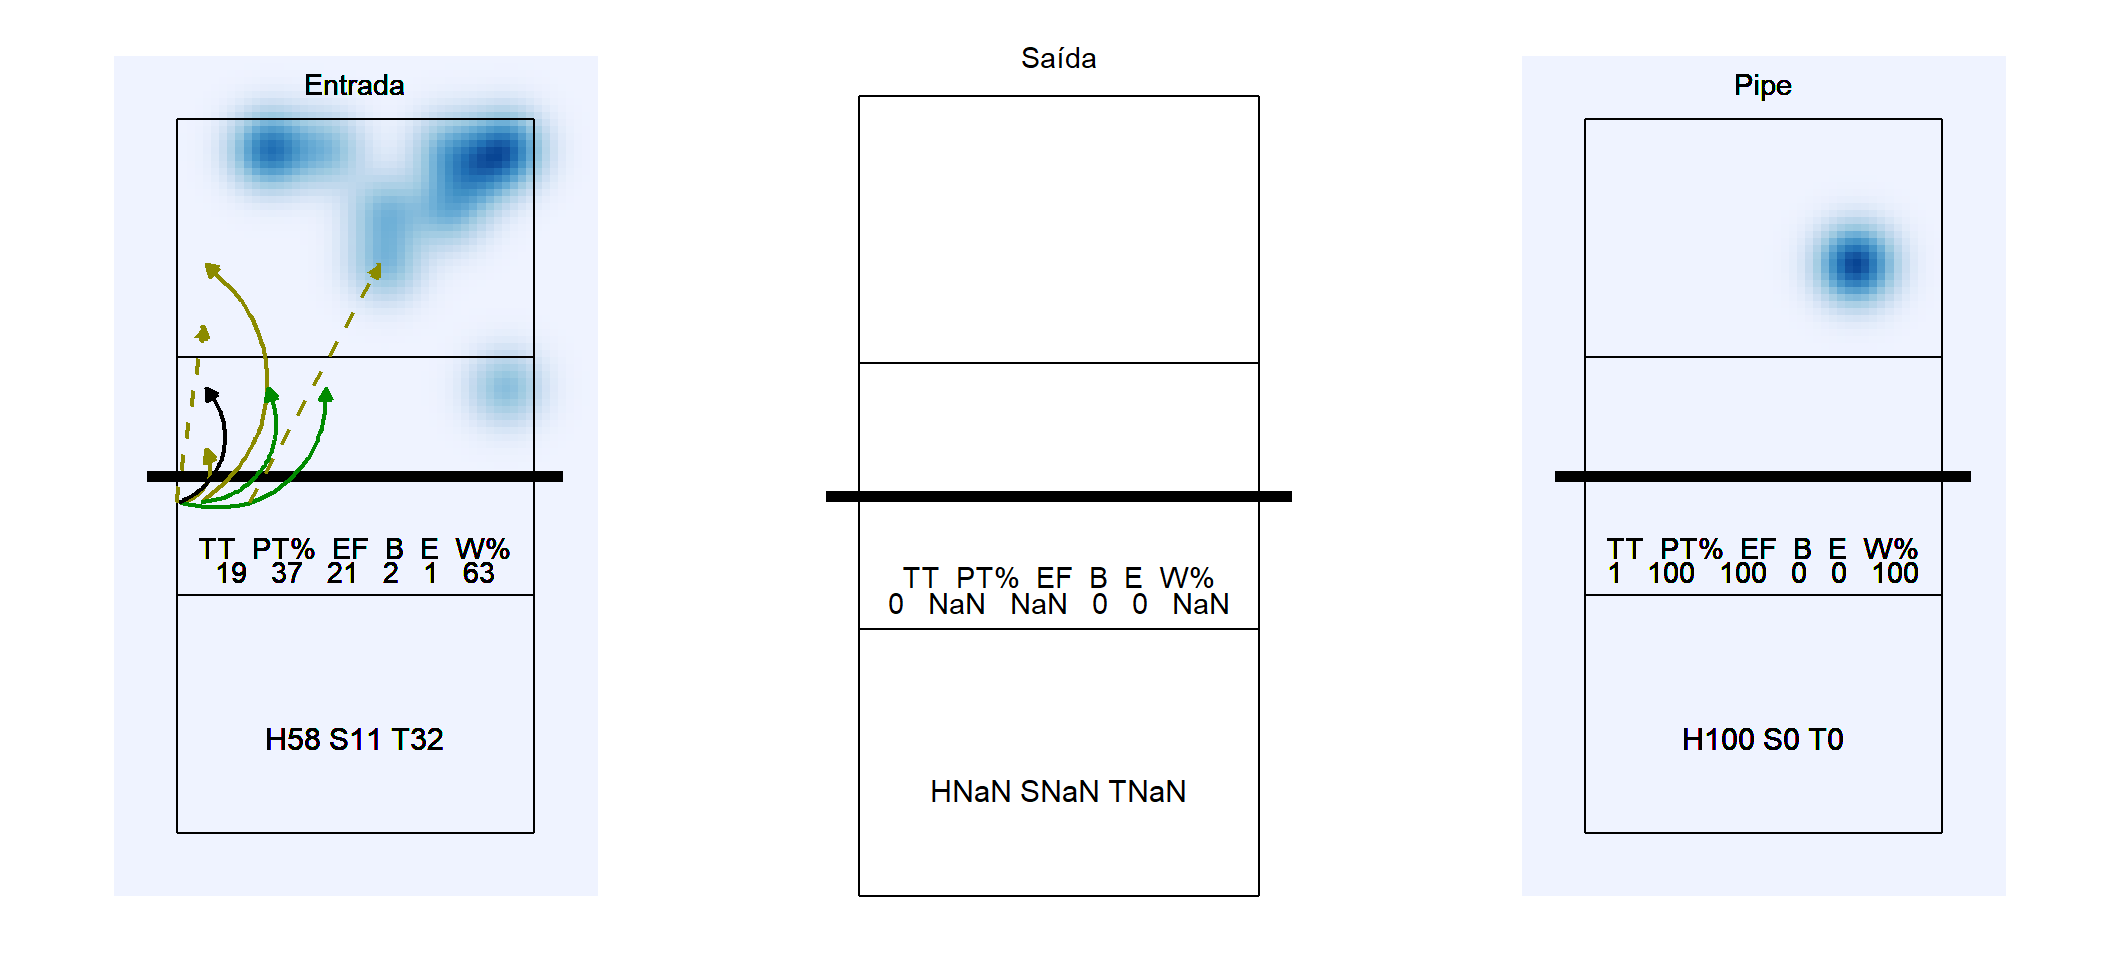 Entrada
TT PT% EF B E W%
19 37 21 2 1 63
H58 S11 T32
Saída
TT PT% EF B E W%
0 NaN NaN 0 0 NaN
HNaN SNaN TNaN
Pipe
TT PT% EF B E W%
1 100 100 0 0 100
H100 S0 T0